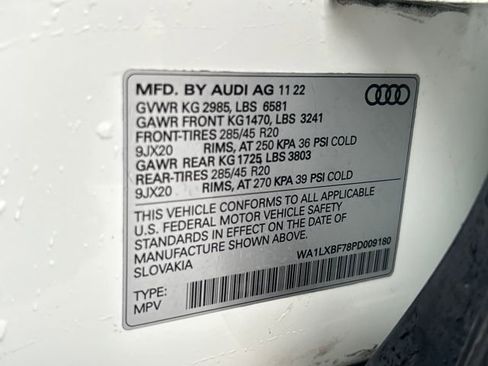 MFD. BY AUDI AG 11 22
GVWR KG 2985, LBS 6581
GAWR FRONT KG 1470, LBS 3241
FRONT-TIRES 285/45 R20
9JX20 RIMS, AT 250 KPA 36 PSI COLD
GAWR REAR KG 1725, LBS 3803
REAR-TIRES 285/45 R20
9JX20 RIMS, AT 270 KPA 39 PSI COLD
THIS VEHICLE CONFORMS TO ALL APPLICABLE
U.S. FEDERAL MOTOR VEHICLE SAFETY
STANDARDS IN EFFECT ON THE DATE OF
MANUFACTURE SHOWN ABOVE.
SLOVAKIA WA1LXBF78PD009180
TYPE:
MPV